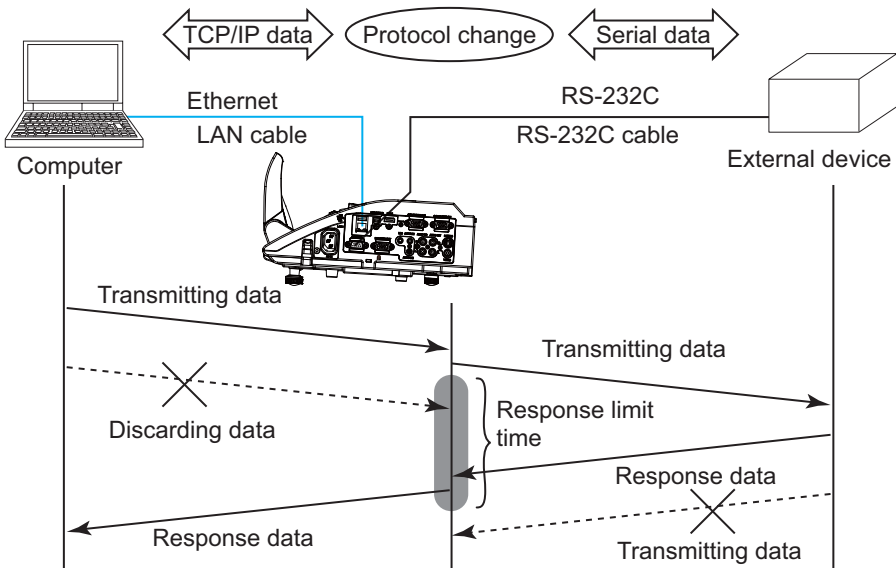 TCP/IP data
Protocol change
Serial data
Ethernet
LAN cable
RS-232C
RS-232C cable
Computer
External device
Transmitting data
Transmitting data
Discarding data
Response limit
time
Response data
Response data
Transmitting data